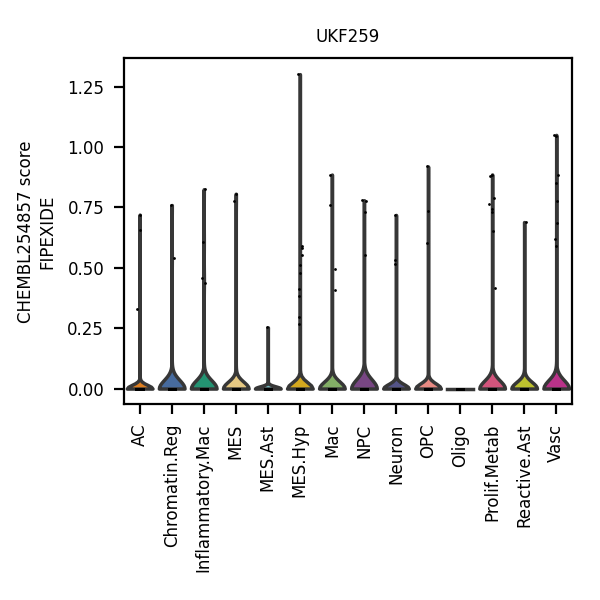 UKF259
CHEMBL254857 score
FIPEXIDE
1.25
1.00
0.75
0.50
0.25
0.00
AC
Chromatin.Reg
Inflammatory.Mac
MES
MES.Ast
MES.Hyp
Mac
NPC
Neuron
OPC
Oligo
Prolif.Metab
Reactive.Ast
Vasc